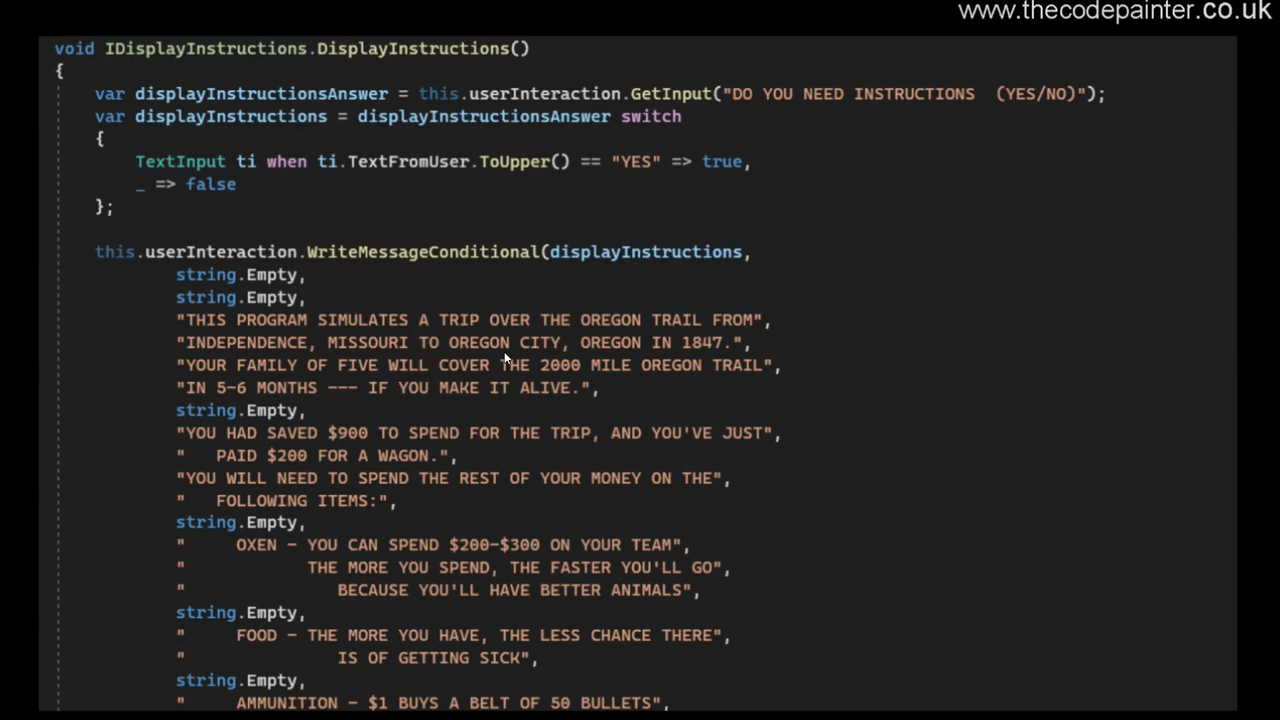 www.thecodepainter.co.uk
void IDisplayInstructions.DisplayInstructions()
{
    var displayInstructionsAnswer = this.userInteraction.GetInput("DO YOU NEED INSTRUCTIONS  (YES/NO)");
    var displayInstructions = displayInstructionsAnswer switch
    {
        TextInput ti when ti.TextFromUser.ToUpper() == "YES" => true,
        _ => false
    };
    this.userInteraction.WriteMessageConditional(displayInstructions,
            string.Empty,
            string.Empty,
            "THIS PROGRAM SIMULATES A TRIP OVER THE OREGON TRAIL FROM",
            "INDEPENDENCE, MISSOURI TO OREGON CITY, OREGON IN 1847.",
            "YOUR FAMILY OF FIVE WILL COVER THE 2000 MILE OREGON TRAIL",
            "IN 5-6 MONTHS --- IF YOU MAKE IT ALIVE.",
            string.Empty,
            "YOU HAD SAVED $900 TO SPEND FOR THE TRIP, AND YOU'VE JUST",
            "   PAID $200 FOR A WAGON.",
            "YOU WILL NEED TO SPEND THE REST OF YOUR MONEY ON THE",
            "   FOLLOWING ITEMS:",
            string.Empty,
            "     OXEN - YOU CAN SPEND $200-$300 ON YOUR TEAM",
            "            THE MORE YOU SPEND, THE FASTER YOU'LL GO",
            "               BECAUSE YOU'LL HAVE BETTER ANIMALS",
            string.Empty,
            "     FOOD - THE MORE YOU HAVE, THE LESS CHANCE THERE",
            "               IS OF GETTING SICK",
            string.Empty,
            "     AMMUNITION - $1 BUYS A BELT OF 50 BULLETS",